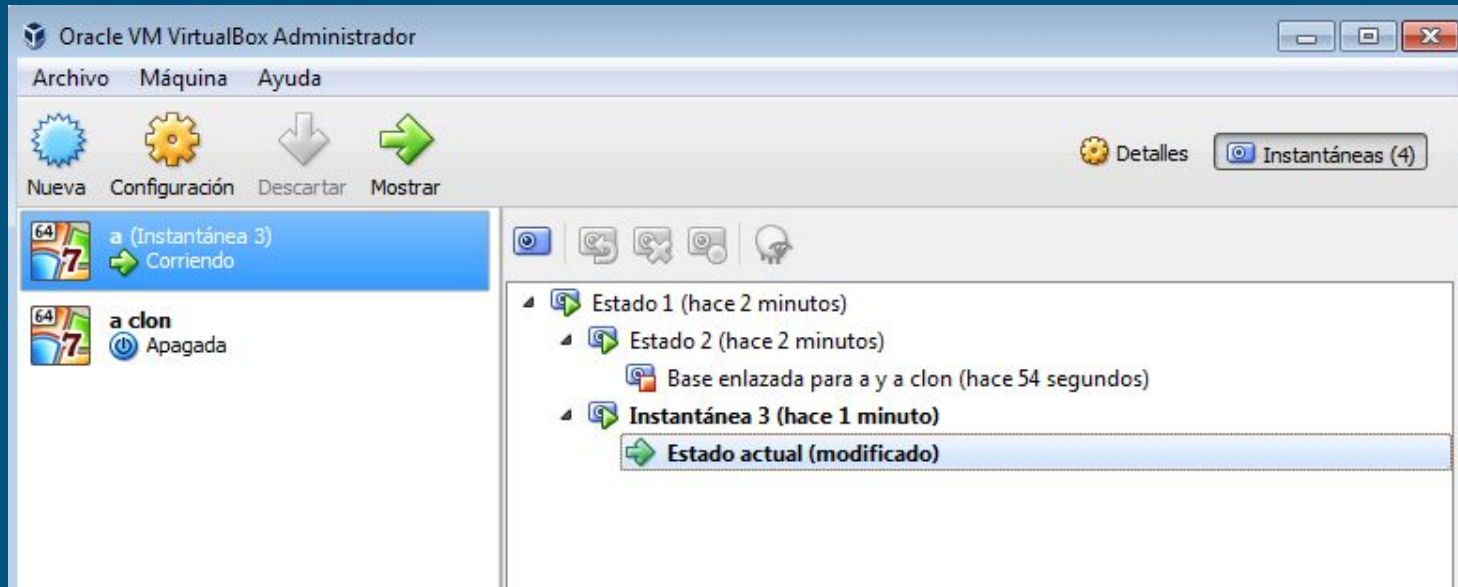 Oracle VM VirtualBox Administrador
Archivo Máquina Ayuda
Nueva Configuración Descartar Mostrar
Detalles Instantáneas (4)
64 7 a (Instantánea 3)
Corriendo
64 7 a clon
Apagada
Estado 1 (hace 2 minutos)
Estado 2 (hace 2 minutos)
Base enlazada para a y a clon (hace 54 segundos)
Instantánea 3 (hace 1 minuto)
Estado actual (modificado)